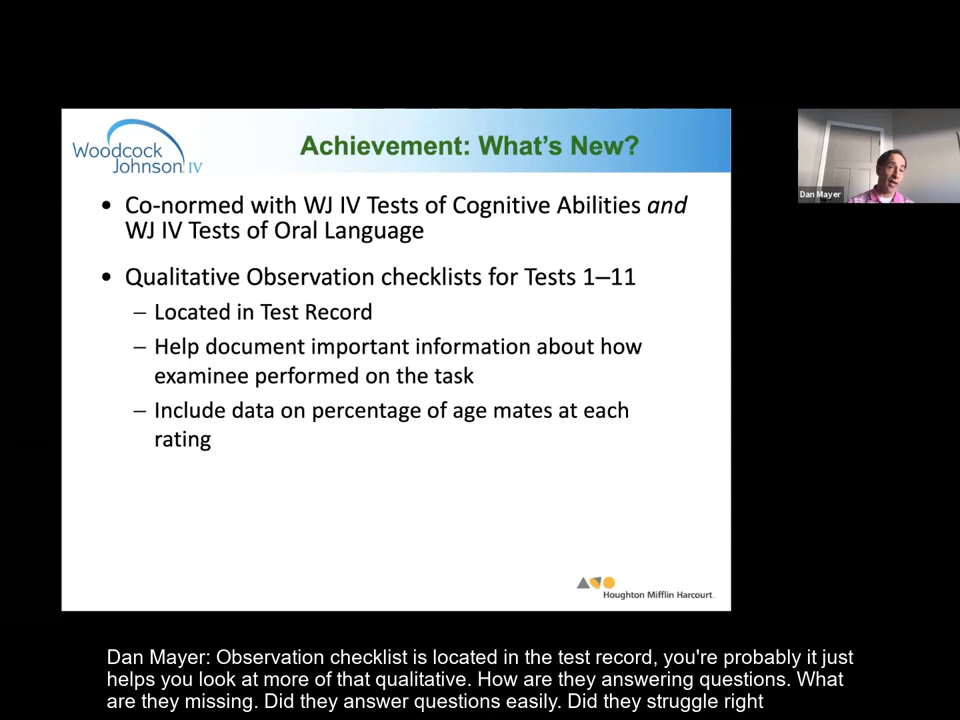 Woodcock
Johnson IV
Achievement: What's New?
• Co-normed with WJ IV Tests of Cognitive Abilities and
WJ IV Tests of Oral Language
• Qualitative Observation checklists for Tests 1–11
– Located in Test Record
– Help document important information about how
examinee performed on the task
– Include data on percentage of age mates at each
rating
Houghton Mifflin Harcourt.
Dan Mayer
Dan Mayer: Observation checklist is located in the test record, you're probably it just
helps you look at more of that qualitative. How are they answering questions. What
are they missing. Did they answer questions easily. Did they struggle right